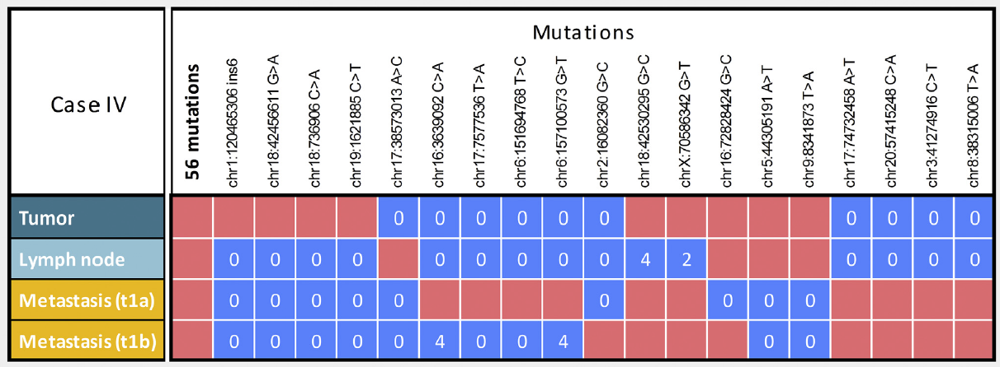 Mutations
Case IV
56 mutations
chr1:120465306 ins6
chr18:42456611 G>A
chr18:736906 C>A
chr19:1621885 C>T
chr17:38573013 A>C
chr16:3639092 C>A
chr17:7577536 T>A
chr6:151694768 T>C
chr6:157100573 G>T
chr2:16082360 G>C
chr18:42530295 G>C
chrX:70586342 G>T
chr16:72828424 G>C
chr5:44305191 A>T
chr9:8341873 T>A
chr17:74732458 A>T
chr20:57415248 C>A
chr3:41274916 C>T
chr8:38315006 T>A
Tumor 0 0 0 0 0 0 0 0 0 0
Lymph node 0 0 0 0 0 0 0 0 0 4 2 0 0 0 0
Metastasis (t1a) 0 0 0 0 0 0 0 0 0
Metastasis (t1b) 0 0 0 0 0 4 0 0 4 0 0